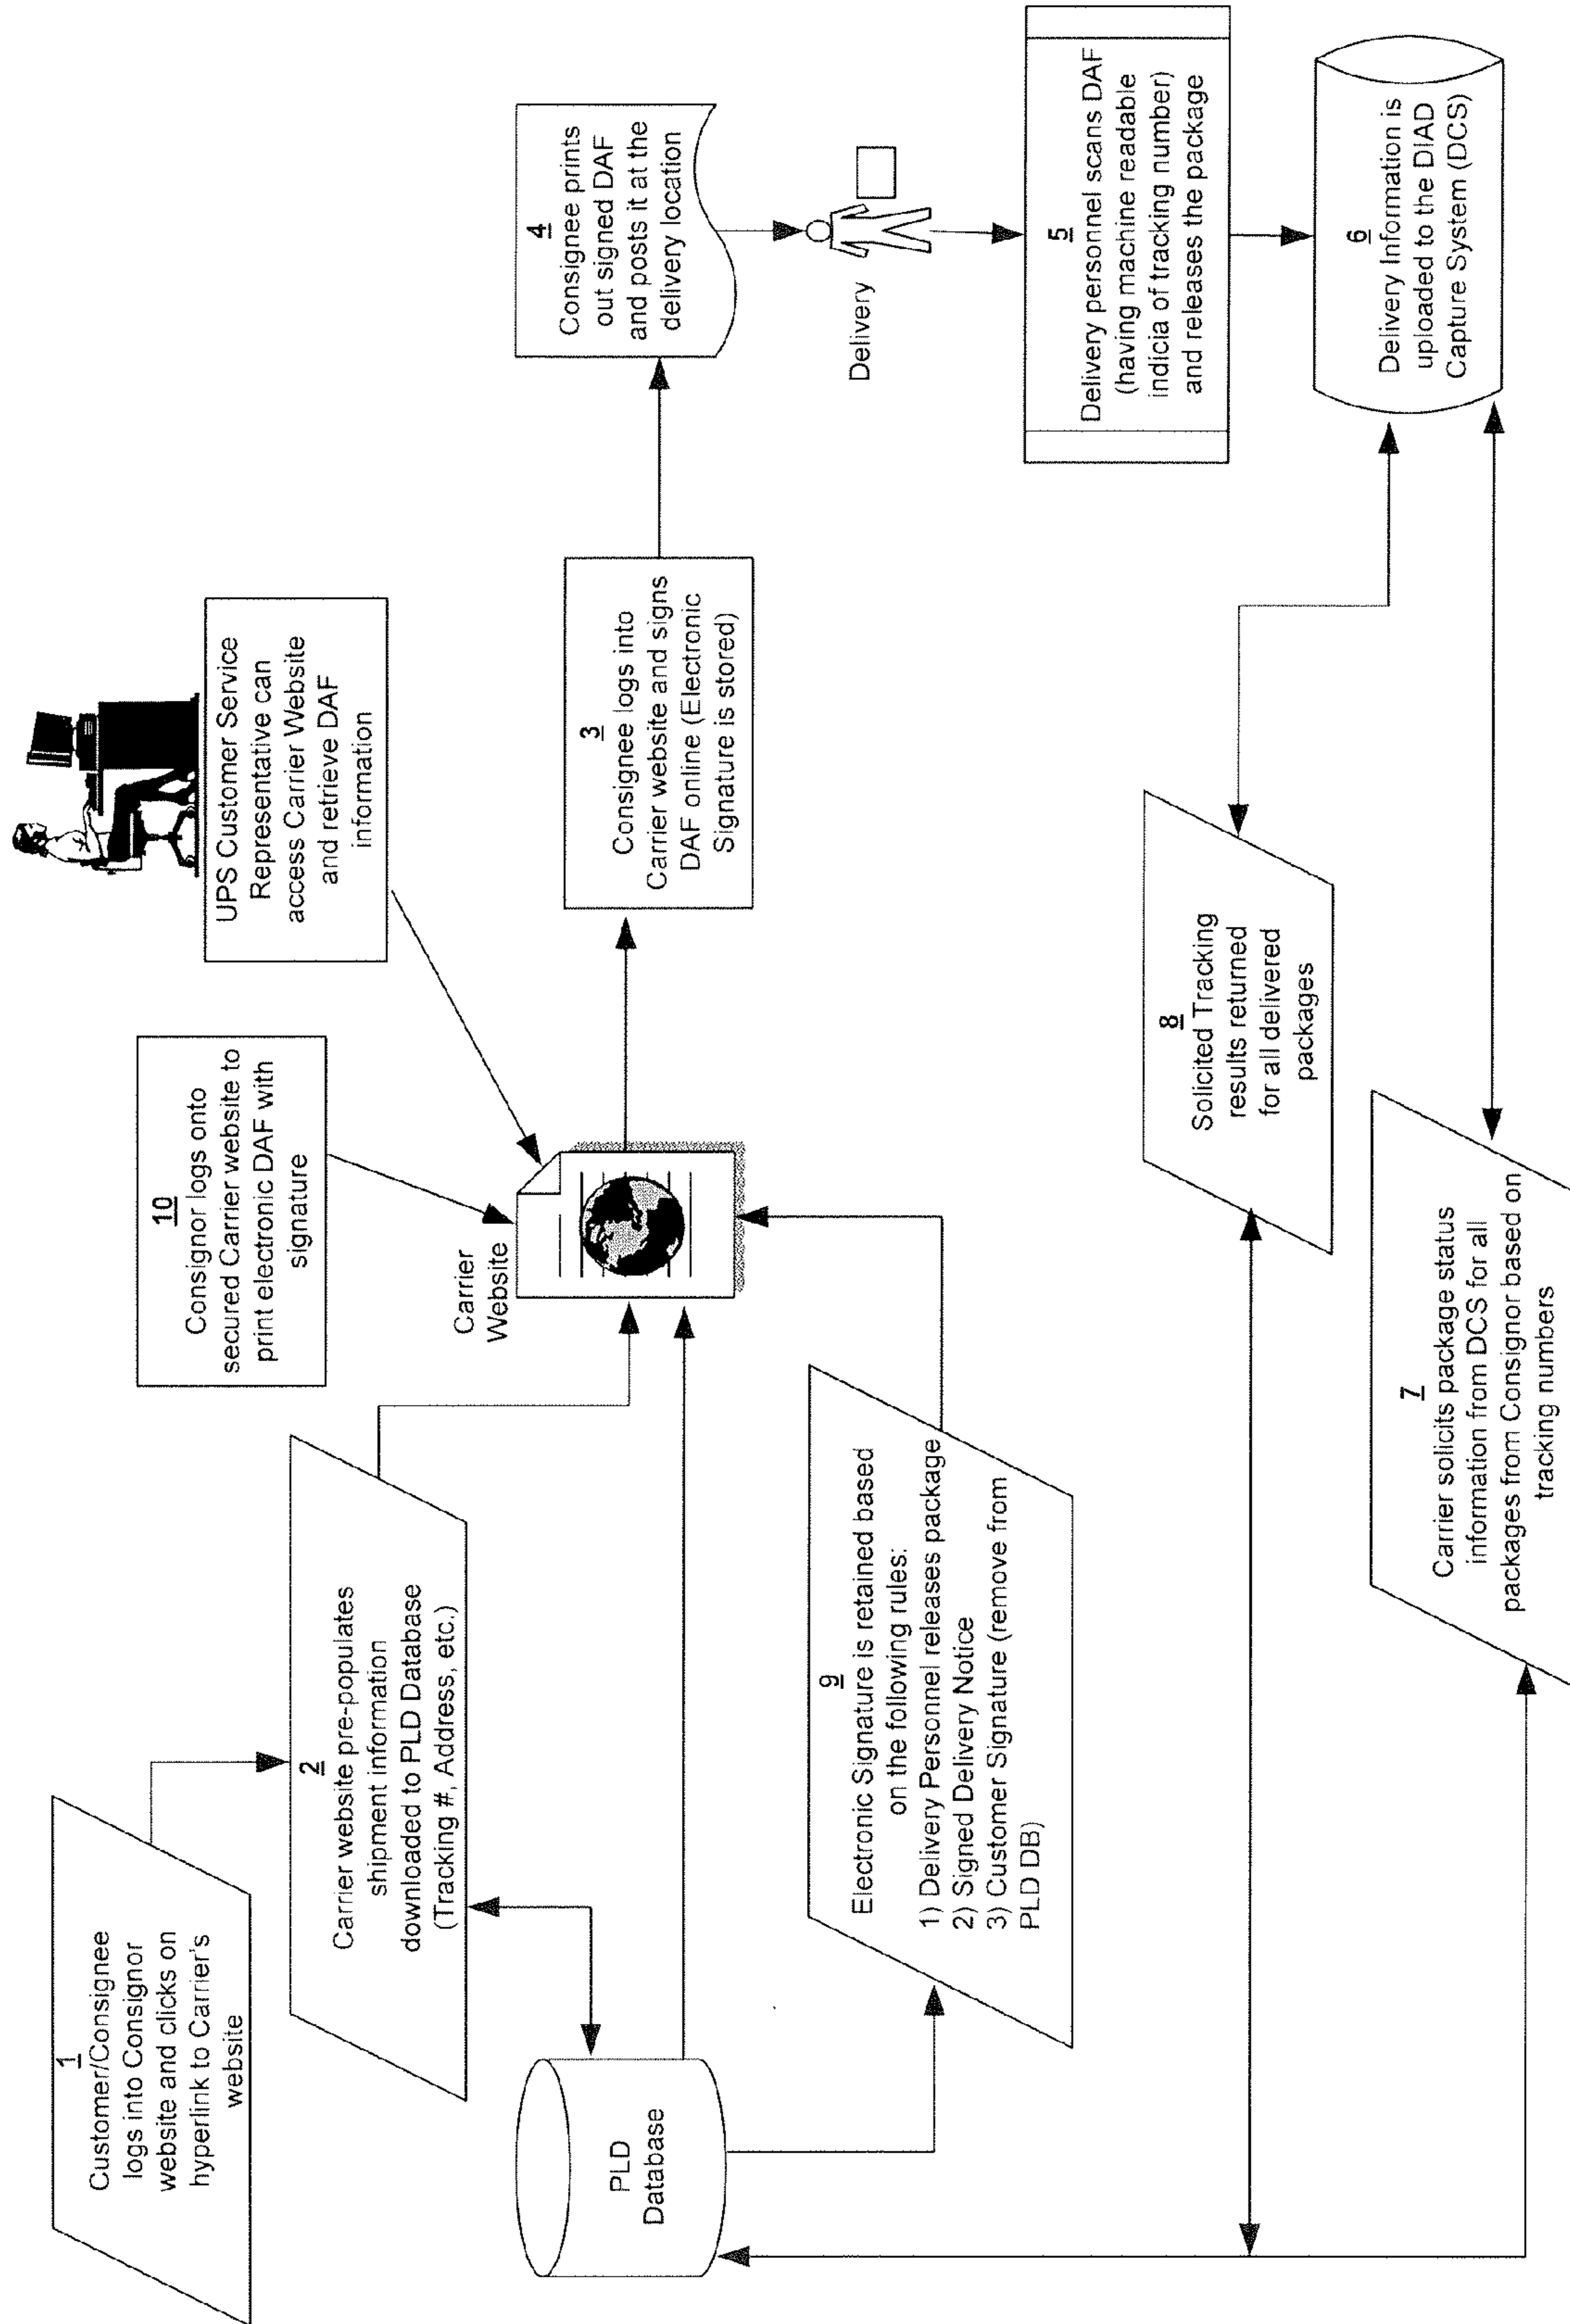 1
Customer/Consignee
logs into Consignor
website and clicks on
hyperlink to Carrier's
website
2
Carrier website pre-populates
shipment information
downloaded to PLD Database
(Tracking #, Address, etc.)
PLD
Database
10
Consignor logs onto
secured Carrier website to
print electronic DAF with
signature
UPS Customer Service
Representative can
access Carrier Website
and retrieve DAF
information
Carrier
Website
3
Consignee logs into
Carrier website and signs
DAF online (Electronic
Signature is stored)
4
Consignee prints
out signed DAF
and posts it at the
delivery location
Delivery
5
Delivery personnel scans DAF
(having machine readable
indicia of tracking number)
and releases the package
6
Delivery Information is
uploaded to the DIAD
Capture System (DCS)
9
Electronic Signature is retained based
on the following rules:
1) Delivery Personnel releases package
2) Signed Delivery Notice
3) Customer Signature (remove from
PLD DB)
8
Solicited Tracking
results returned
for all delivered
packages
7
Carrier solicits package status
information from DCS for all
packages from Consignor based on
tracking numbers